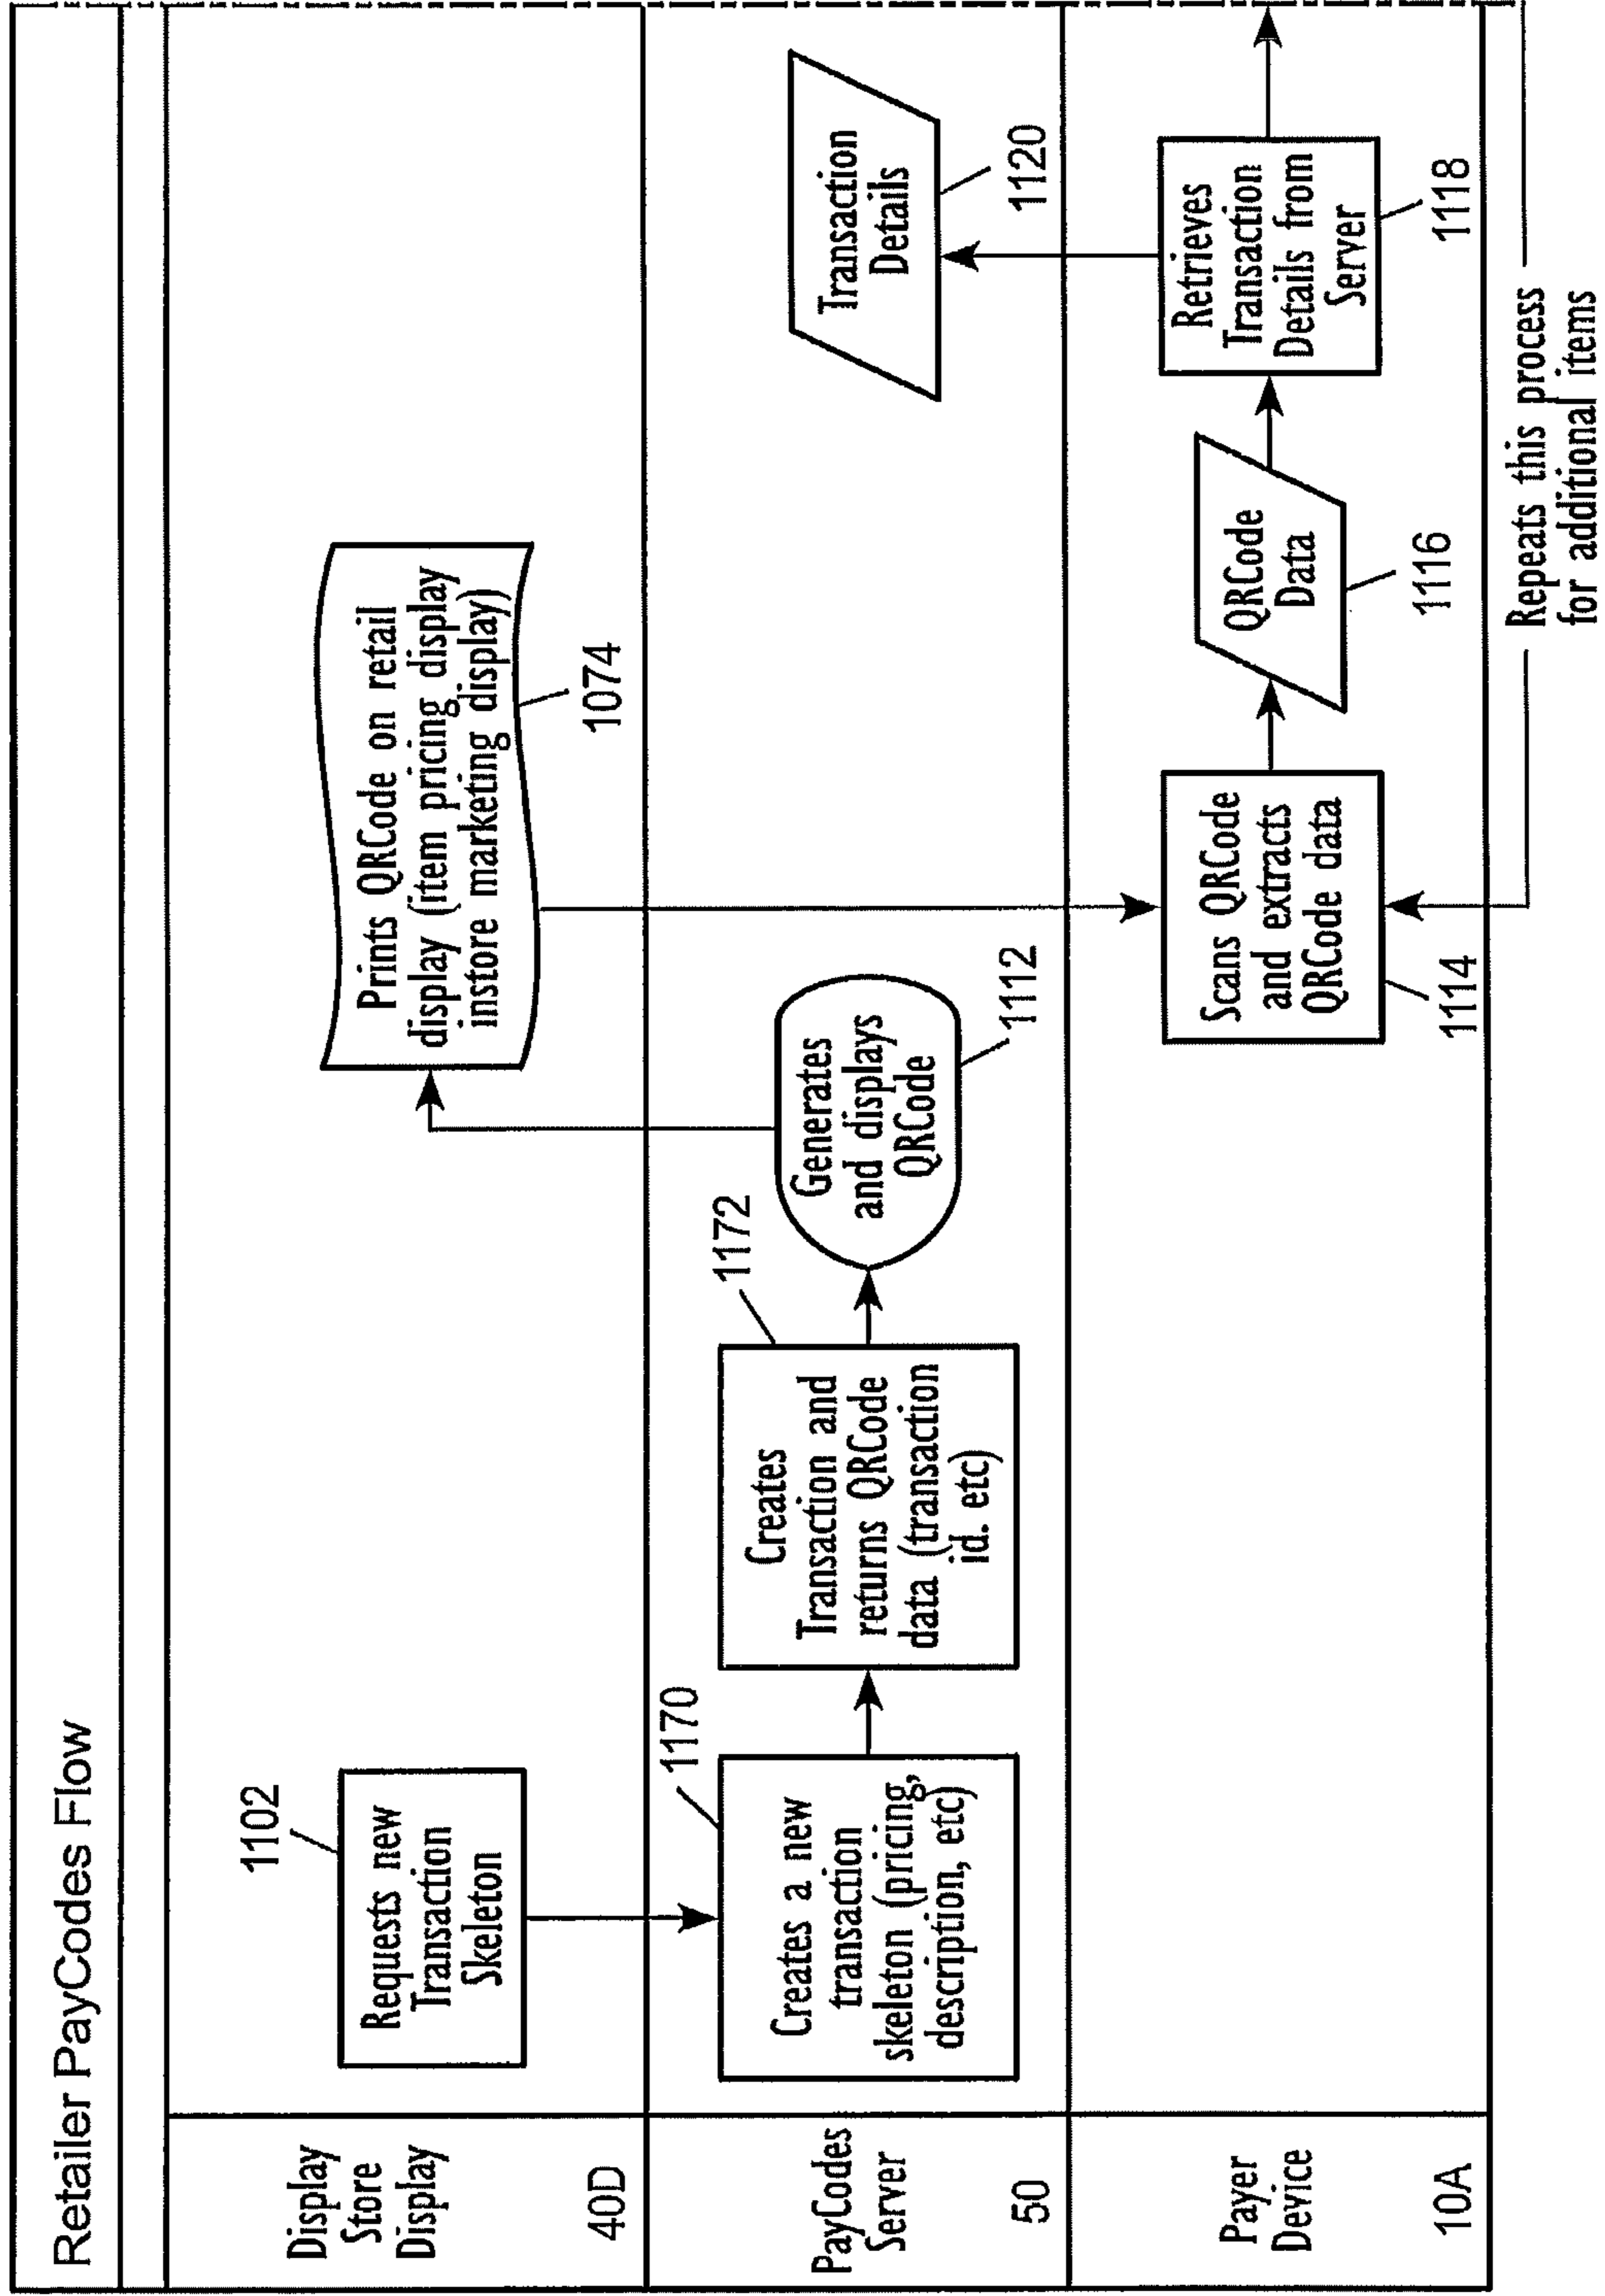 Retailer PayCodes Flow
Display
Store
Display
40D
1102
Requests new
Transaction
Skeleton
Prints QRCode on retail
display (item pricing display
instore marketing display)
1074
PayCodes
Server
50
1170
Creates a new
transaction
skeleton (pricing,
description, etc)
1172
Creates
Transaction and
returns QRCode
data (transaction
id. etc)
Generates
and displays
QRCode
1112
Transaction
Details
1120
Payer
Device
10A
Scans QRCode
and extracts
QRCode data
1114
QRCode
Data
1116
Retrieves
Transaction
Details from
Server
1118
Repeats this process
for additional items